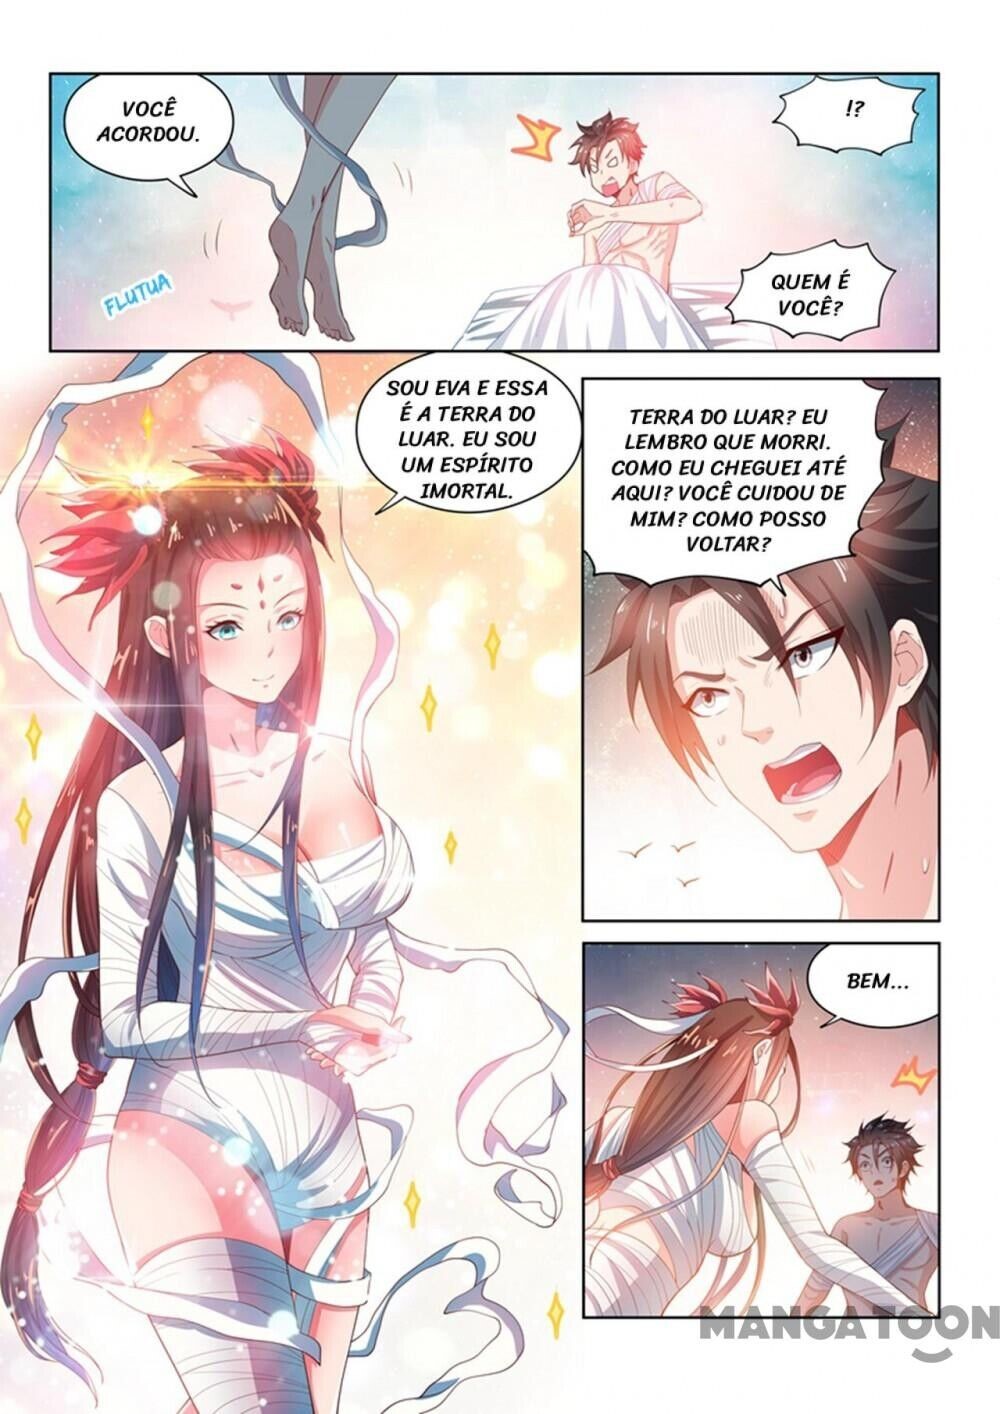 VOCÊ
ACORDOU.
!?
FLUTUA
QUEM É
VOCÊ?
SOU EVA E ESSA
É A TERRA DO
LUAR. EU SOU
UM ESPÍRITO
IMORTAL.
TERRA DO LUAR? EU
LEMBRO QUE MORRI.
COMO EU CHEGUEI ATÉ
AQUI? VOCÊ CUIDOU DE
MIM? COMO POSSO
VOLTAR?
BEM...
MANGATOON